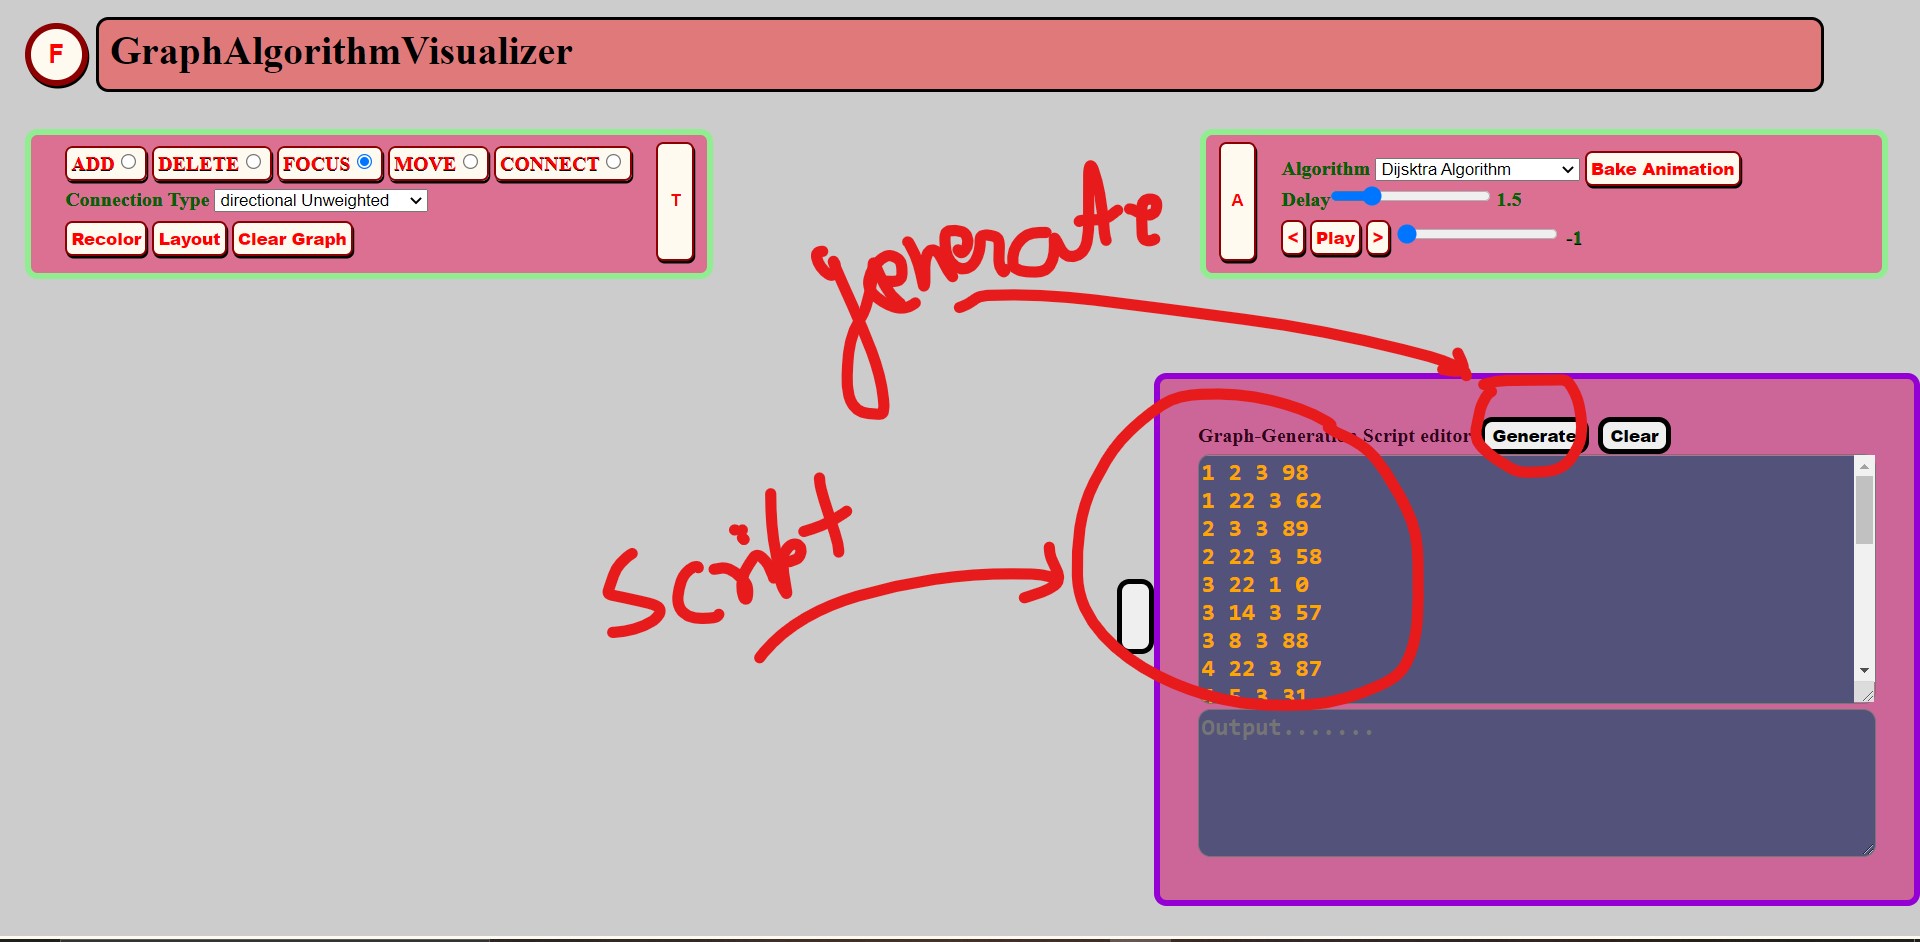 F
GraphAlgorithmVisualizer
ADD DELETE FOCUS MOVE CONNECT
Connection Type directional Unweighted
Recolor Layout Clear Graph
T
A
Algorithm Dijsktra Algorithm Bake Animation
Delay 1.5
< Play > -1
generate
script
Graph-Generation Script editor Generate Clear
1 2 3 98
1 22 3 62
2 3 3 89
2 22 3 58
3 22 1 0
3 14 3 57
3 8 3 88
4 22 3 87
5 3 31
Output.......